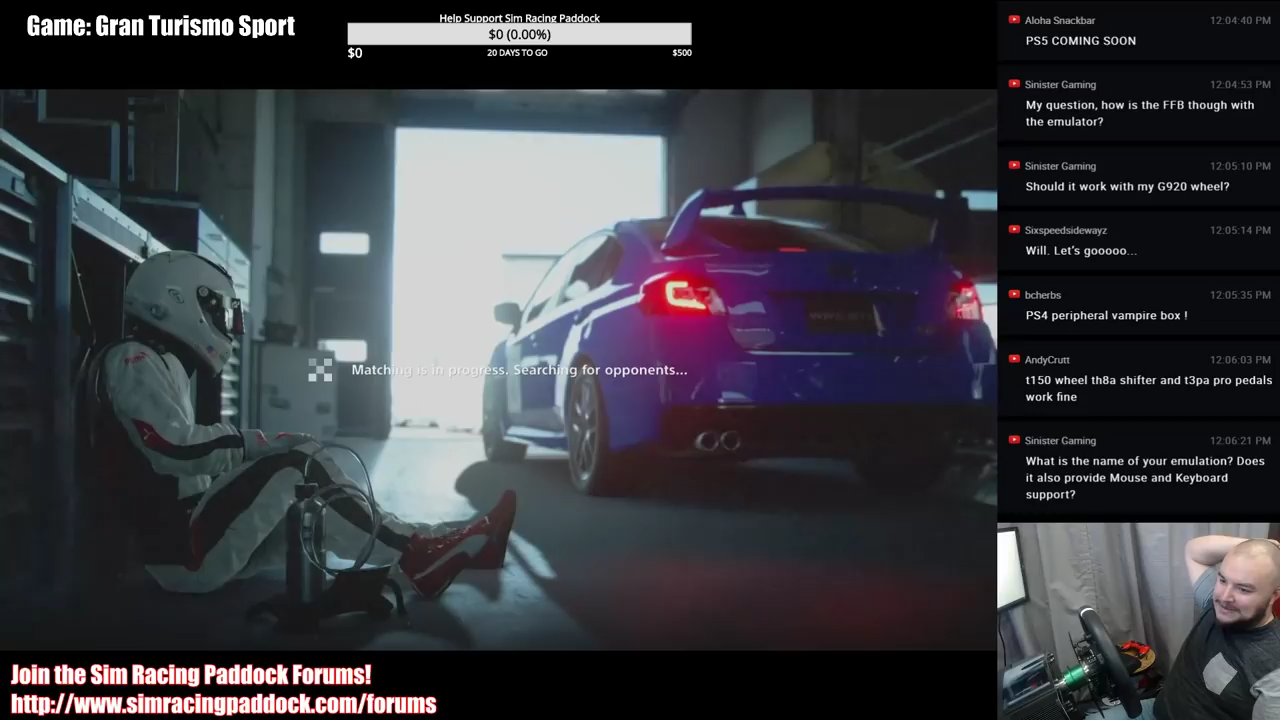 Game: Gran Turismo Sport
Help Support Sim Racing Paddock
$0 (0.00%)
$0
20 DAYS TO GO
$500
Matching is in progress. Searching for opponents...
Join the Sim Racing Paddock Forums!
http://www.simracingpaddock.com/forums
Aloha Snackbar 12:04:40 PM
PS5 COMING SOON
Sinister Gaming 12:04:53 PM
My question, how is the FFB though with
the emulator?
Sinister Gaming 12:05:10 PM
Should it work with my G920 wheel?
Sixspeedsidewayz 12:05:14 PM
Will. Let's gooooo...
bcherbs 12:05:35 PM
PS4 peripheral vampire box !
AndyCrutt 12:06:03 PM
t150 wheel th8a shifter and t3pa pro pedals
work fine
Sinister Gaming 12:06:21 PM
What is the name of your emulation? Does
it also provide Mouse and Keyboard
support?